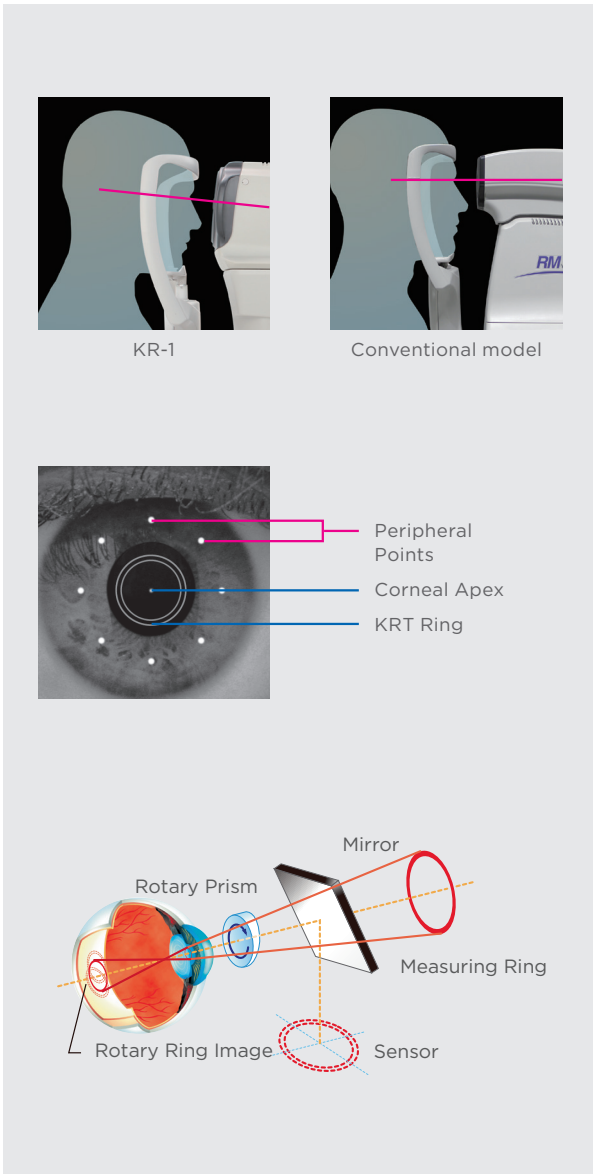 RM
KR-1
Conventional model
Peripheral
Points
Corneal Apex
KRT Ring
Mirror
Rotary Prism
Measuring Ring
Rotary Ring Image
Sensor